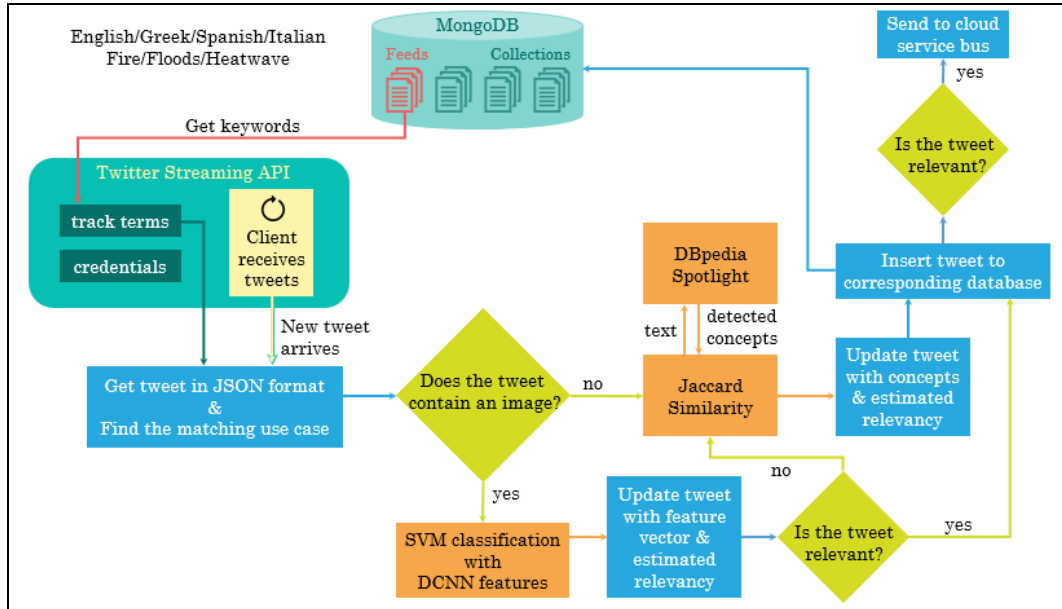 English/Greek/Spanish/Italian
Fire/Floods/Heatwave
MongoDB
Feeds
Collections
Send to cloud
service bus
yes
Is the tweet
relevant?
Get keywords
Twitter Streaming API
track terms
credentials
Client
receives
tweets
New tweet
arrives
DBpedia
Spotlight
text
detected
concepts
Insert tweet to
corresponding database
Get tweet in JSON format
&
Find the matching use case
Does the tweet
contain an image?
no
Jaccard
Similarity
Update tweet
with concepts
& estimated
relevancy
yes
SVM classification
with
DCNN features
Update tweet
with feature
vector &
estimated
relevancy
no
Is the tweet
relevant?
yes